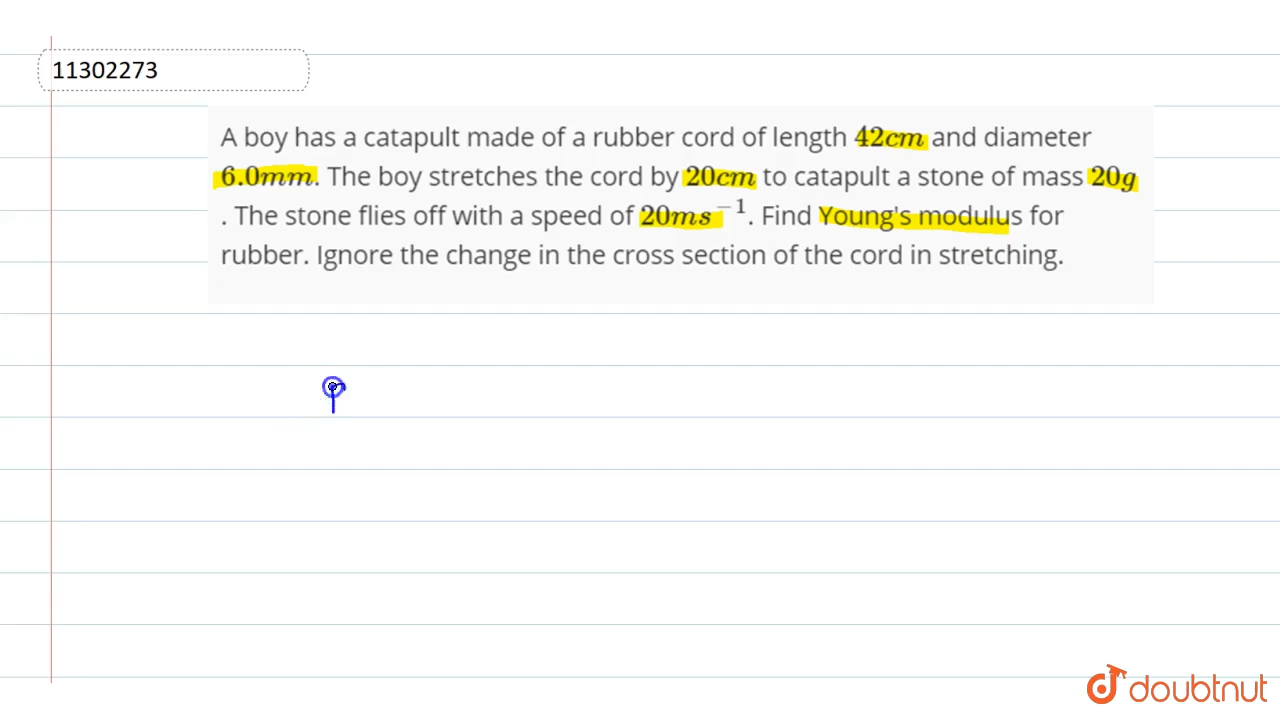 11302273
A boy has a catapult made of a rubber cord of length 42cm and diameter
6.0mm. The boy stretches the cord by 20cm to catapult a stone of mass 20g
. The stone flies off with a speed of 20ms⁻¹. Find Young's modulus for
rubber. Ignore the change in the cross section of the cord in stretching.
doubtnut